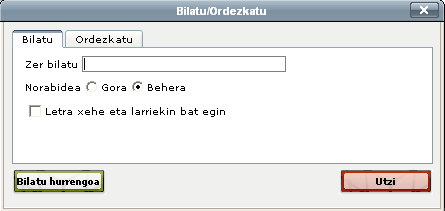 Bilatu/Ordezkatu
Bilatu Ordezkatu
Zer bilatu
Norabidea Gora Behera
Letra xehe eta larriekin bat egin
Bilatu hurrengoa Utzi